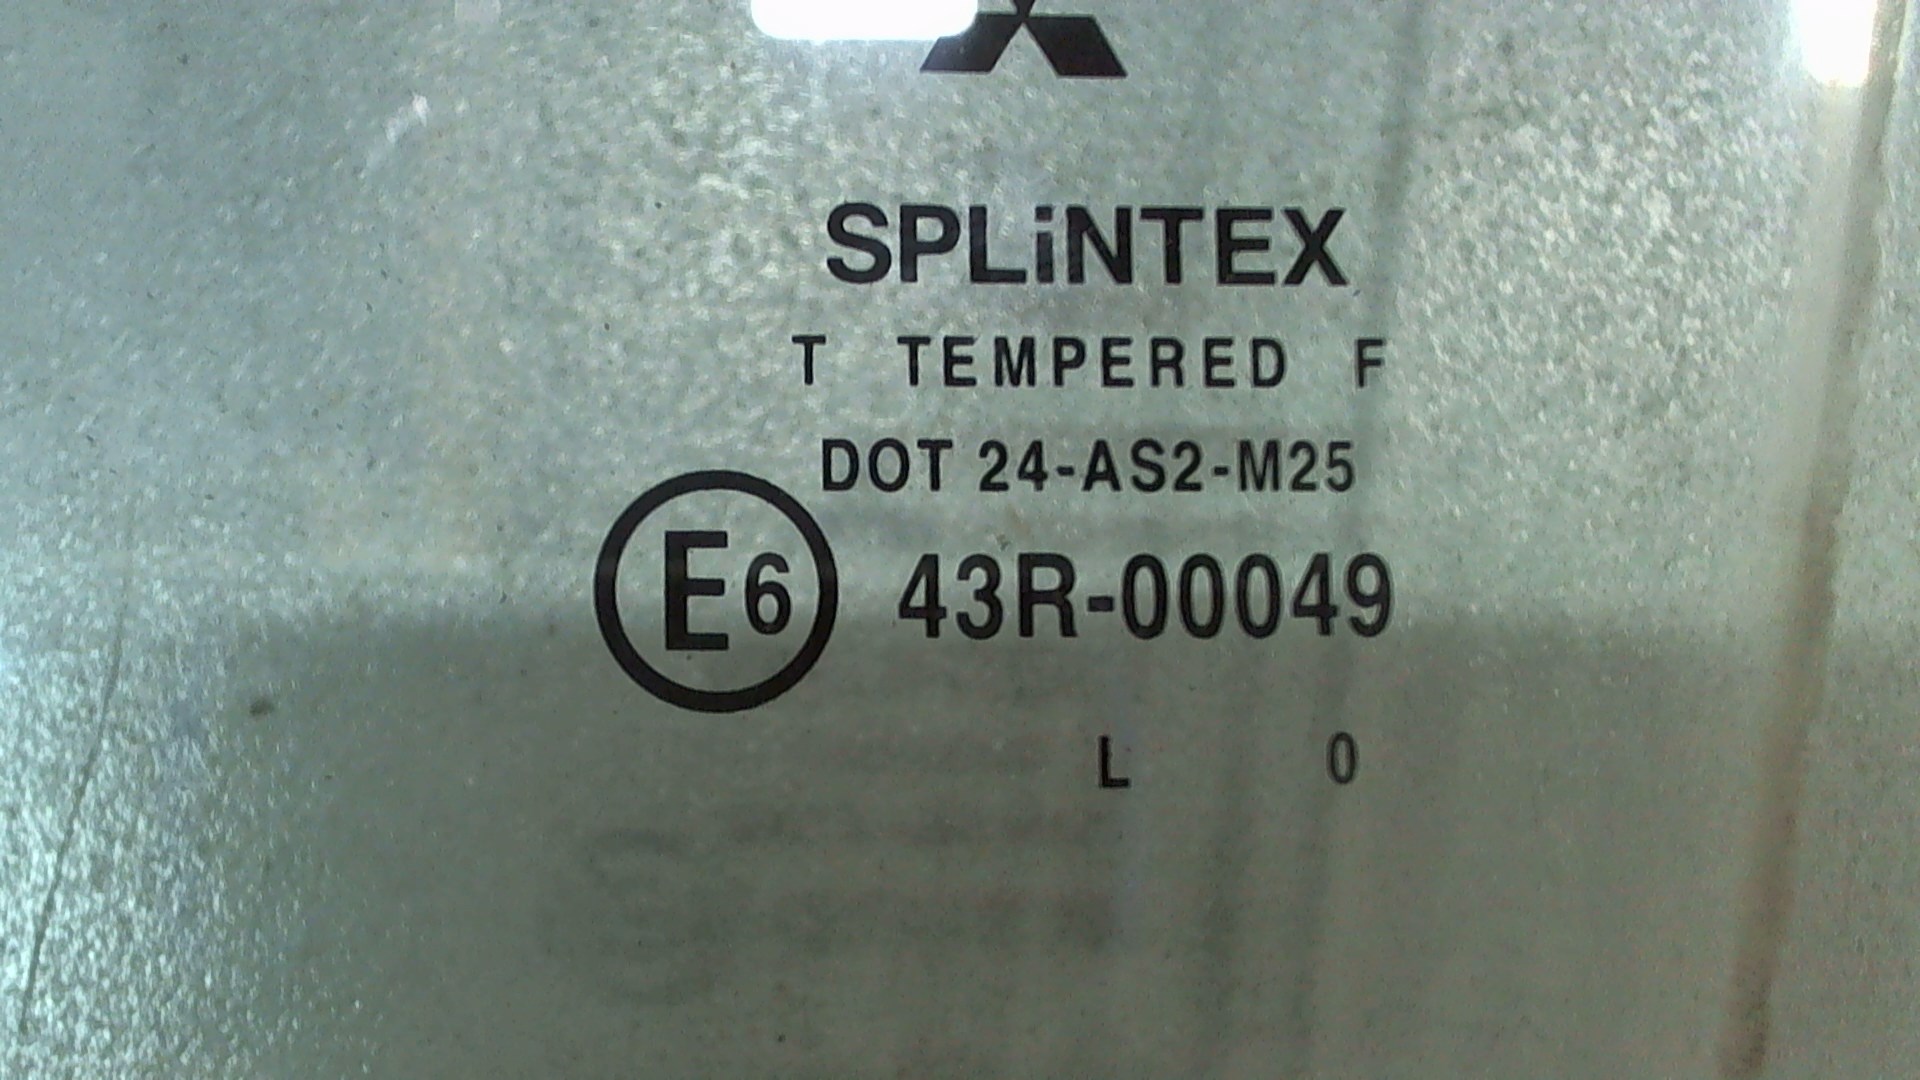 SPLiNTEX
T TEMPERED F
DOT 24-AS2-M25
E6 43R-00049
L 0